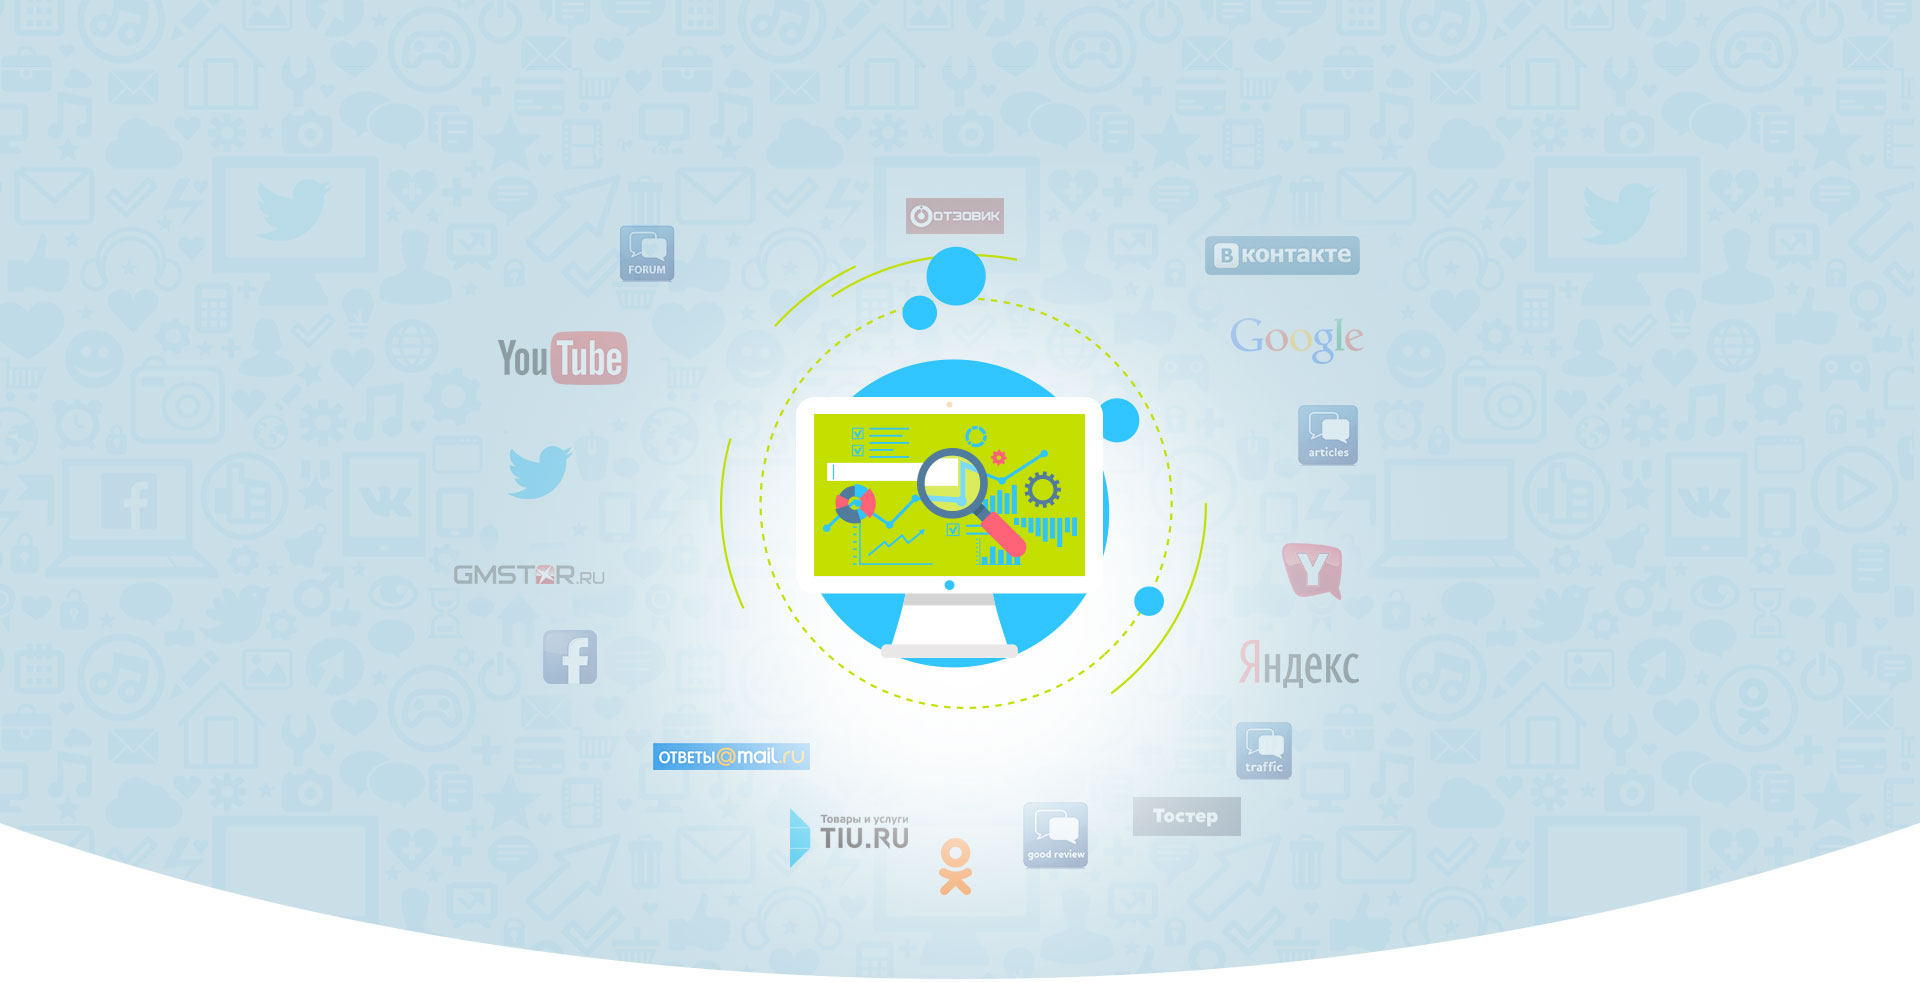 ОТЗОВИК
FORUM
В контакте
Google
YouTube
articles
GMSTAR.RU
Y
f
Яндекс
ОТВЕТЫ@mail.ru
traffic
Товары и услуги
TIU.RU
Тостер
good review